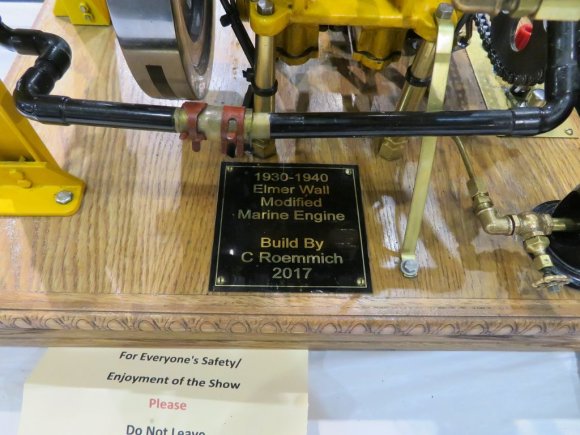 1930-1940
Elmer Wall
Modified
Marine Engine
Build By
C Roemmich
2017
For Everyone's Safety/
Enjoyment of the Show
Please
Do Not Leave